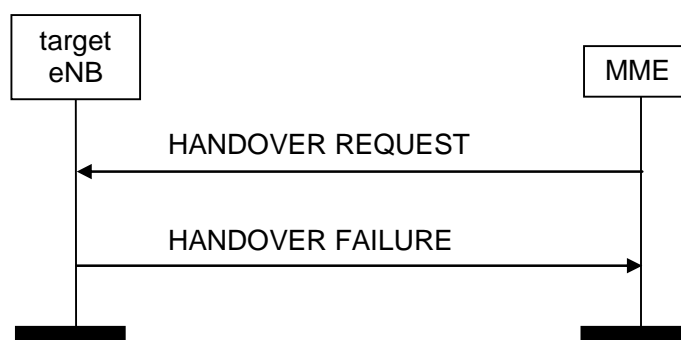 target
eNB
MME
HANDOVER REQUEST
HANDOVER FAILURE